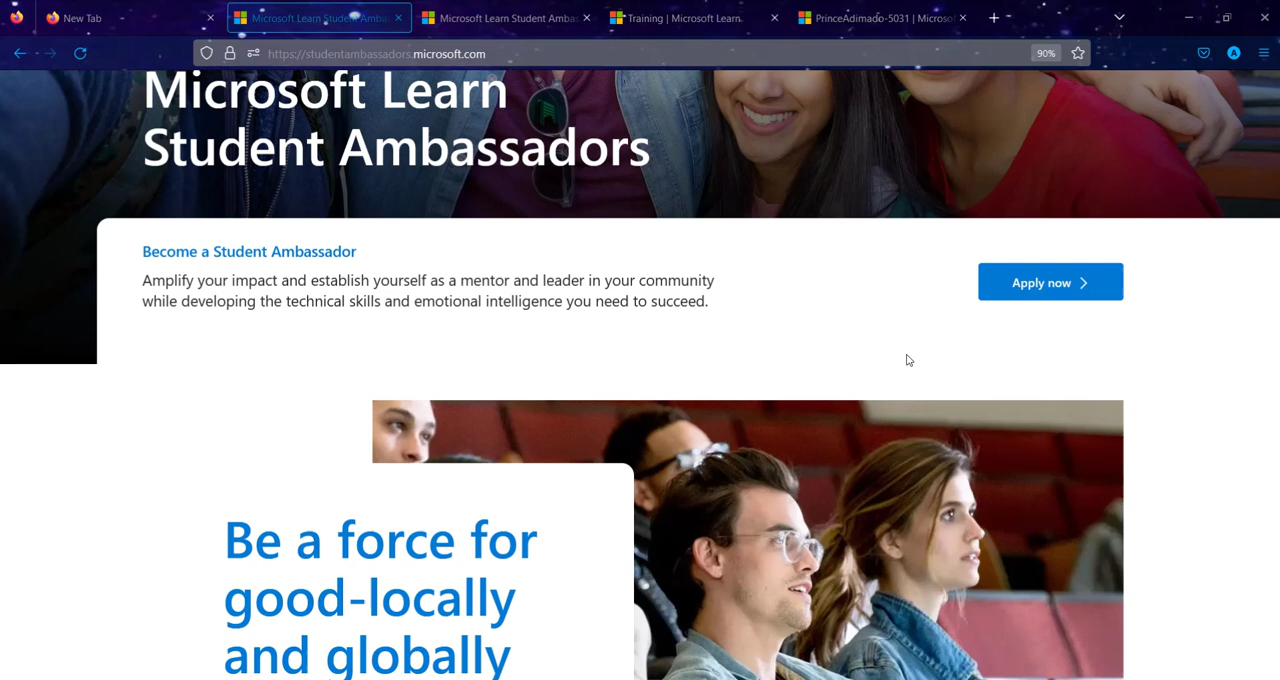 New Tab
Microsoft Learn Student Amba
Microsoft Learn Student Ambas
Training | Microsoft Learn
PrinceAdimado-5031 | Microsof
https://studentambassadors.microsoft.com
90%
A
Microsoft Learn
Student Ambassadors
Become a Student Ambassador
Amplify your impact and establish yourself as a mentor and leader in your community
while developing the technical skills and emotional intelligence you need to succeed.
Apply now
Be a force for
good-locally
and globally